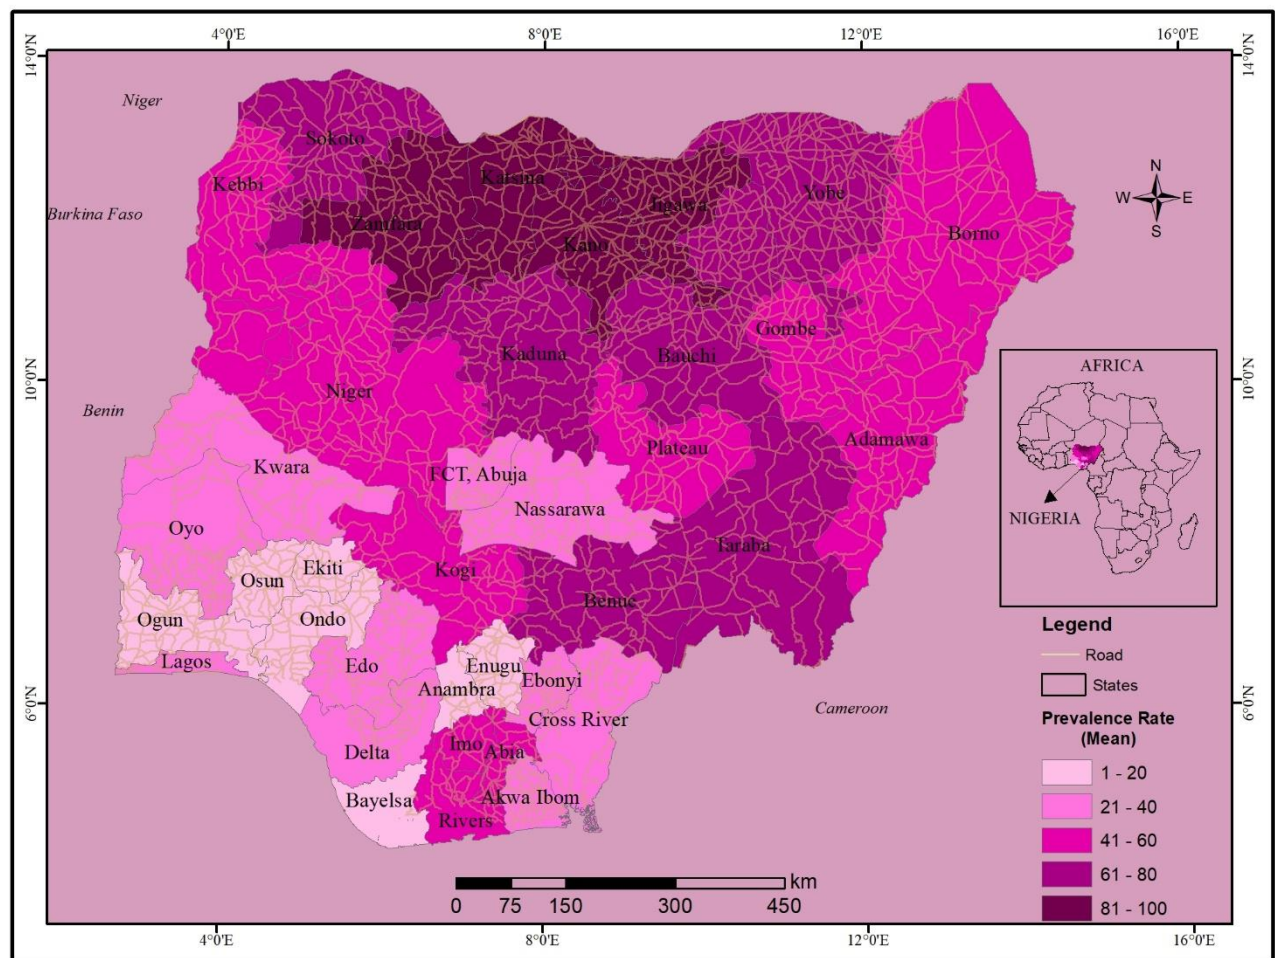 4°0'E 8°0'E 12°0'E 16°0'E
14°0'N 14°0'N
Niger
Sokoto
Katsina
Kebbi
Jigawa
Yobe
N
W E
S
Burkina Faso
Zamfara
Kano
Borno
Gombe
Kaduna
Bauchi
10°0'N 10°0'N
Niger
Benin
Adamawa
Plateau
Kwara
FCT, Abuja
Nassarawa
Oyo
Taraba
Kogi
Ekiti
Osun
Benue
Ogun
Ondo
Lagos
Edo
Enugu
Ebonyi
Anambra
6°0'N 6°0'N
Cross River
Cameroon
Delta
Imo
Abia
Bayelsa
Akwa Ibom
Rivers
AFRICA
NIGERIA
Legend
Road
States
Prevalence Rate
(Mean)
1 - 20
21 - 40
41 - 60
61 - 80
81 - 100
km
0 75 150 300 450
4°0'E 8°0'E 12°0'E 16°0'E